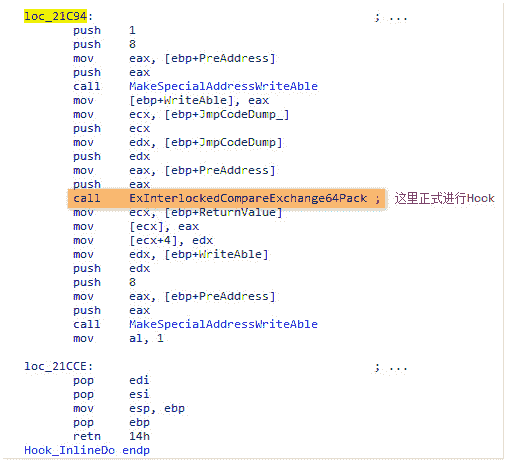 loc_21C94: ; ...
push 1
push 8
mov eax, [ebp+PreAddress]
push eax
call MakeSpecialAddressWriteAble
mov [ebp+WriteAble], eax
mov ecx, [ebp+JmpCodeDump_]
push ecx
mov edx, [ebp+JmpCodeDump]
push edx
mov eax, [ebp+PreAddress]
push eax
call ExInterlockedCompareExchange64Pack ; 这里正式进行Hook
mov ecx, [ebp+ReturnValue]
mov [ecx], eax
mov [ecx+4], edx
mov edx, [ebp+WriteAble]
push edx
push 8
mov eax, [ebp+PreAddress]
push eax
call MakeSpecialAddressWriteAble
mov al, 1
loc_21CCE: ; ...
pop edi
pop esi
mov esp, ebp
pop ebp
retn 14h
Hook_InlineDo endp